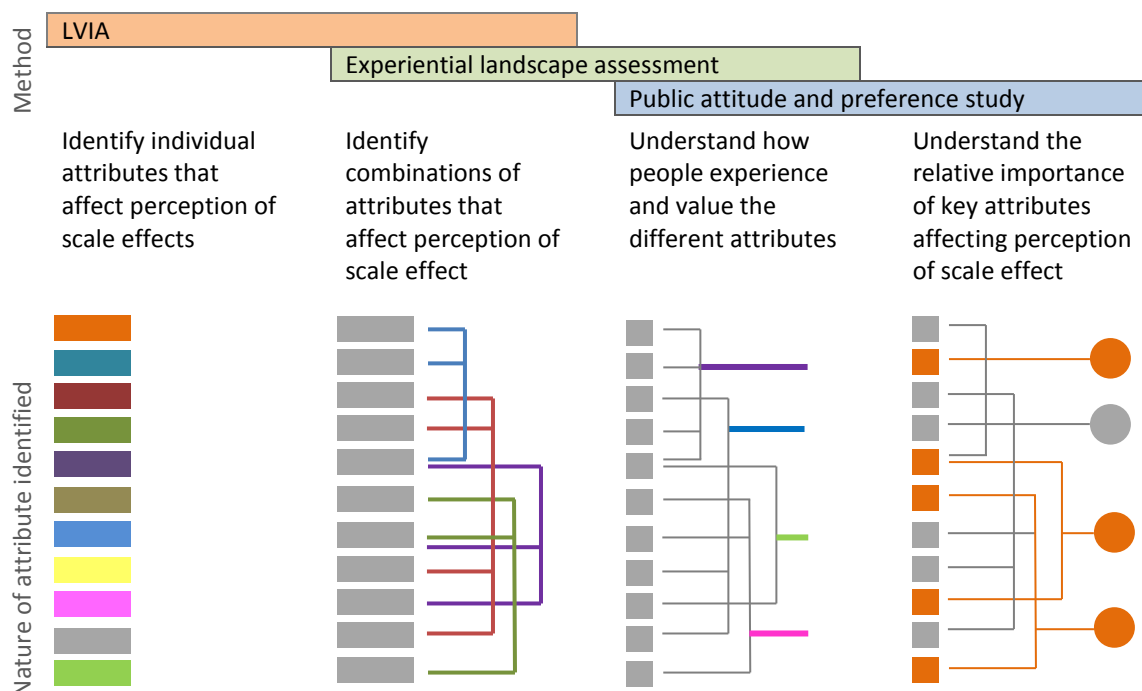 Method
LVIA
Experiential landscape assessment
Public attitude and preference study
Identify individual
attributes that
affect perception of
scale effects
Identify
combinations of
attributes that
affect perception of
scale effect
Understand how
people experience
and value the
different attributes
Understand the
relative importance
of key attributes
affecting perception
of scale effect
Nature of attribute identified